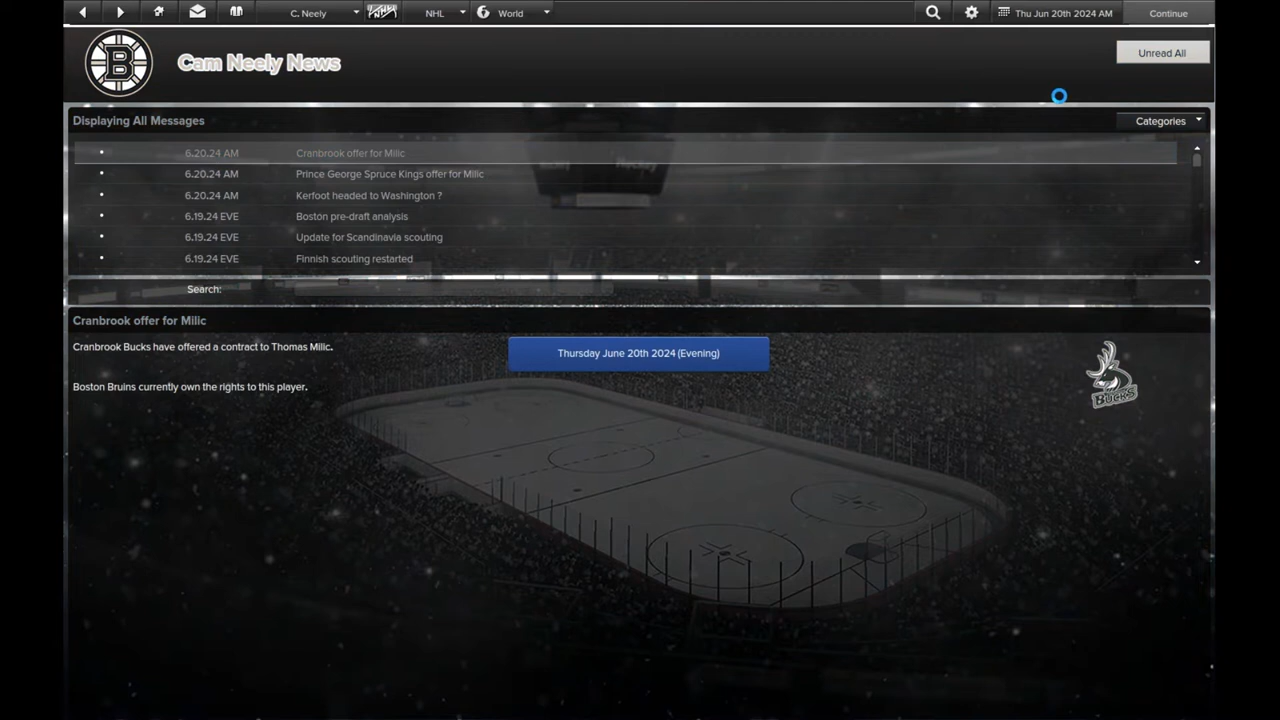 C. Neely NHL World Thu Jun 20th 2024 AM Continue
B Cam Neely News Unread All
Displaying All Messages Categories
• 6.20.24 AM Cranbrook offer for Milic
• 6.20.24 AM Prince George Spruce Kings offer for Milic
• 6.20.24 AM Kerfoot headed to Washington ?
• 6.19.24 EVE Boston pre-draft analysis
• 6.19.24 EVE Update for Scandinavia scouting
• 6.19.24 EVE Finnish scouting restarted
Search:
Cranbrook offer for Milic
Cranbrook Bucks have offered a contract to Thomas Milic.
Thursday June 20th 2024 (Evening)
BUCKS
Boston Bruins currently own the rights to this player.